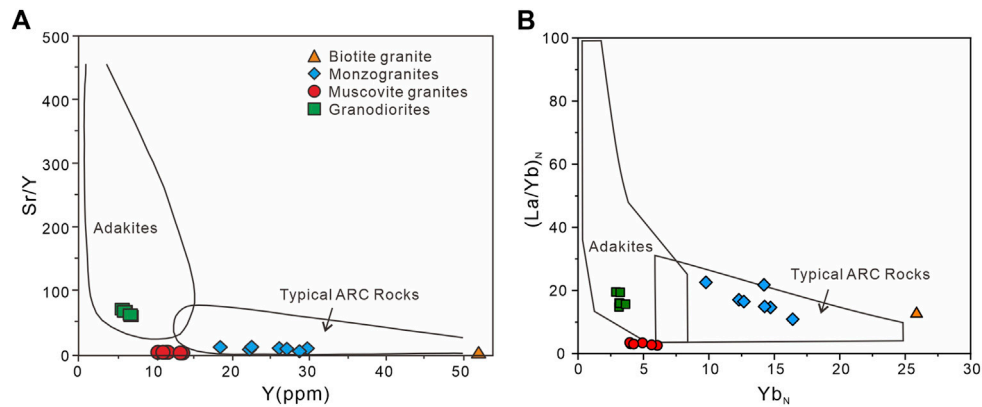 A
500
400
300
200
100
0
Sr/Y
0
10
20
30
40
50
Y(ppm)
Biotite granite
Monzogranites
Muscovite granites
Granodiorites
Adakites
Typical ARC Rocks
B
100
80
60
40
20
0
(La/Yb)N
0
5
10
15
20
25
30
YbN
Adakites
Typical ARC Rocks